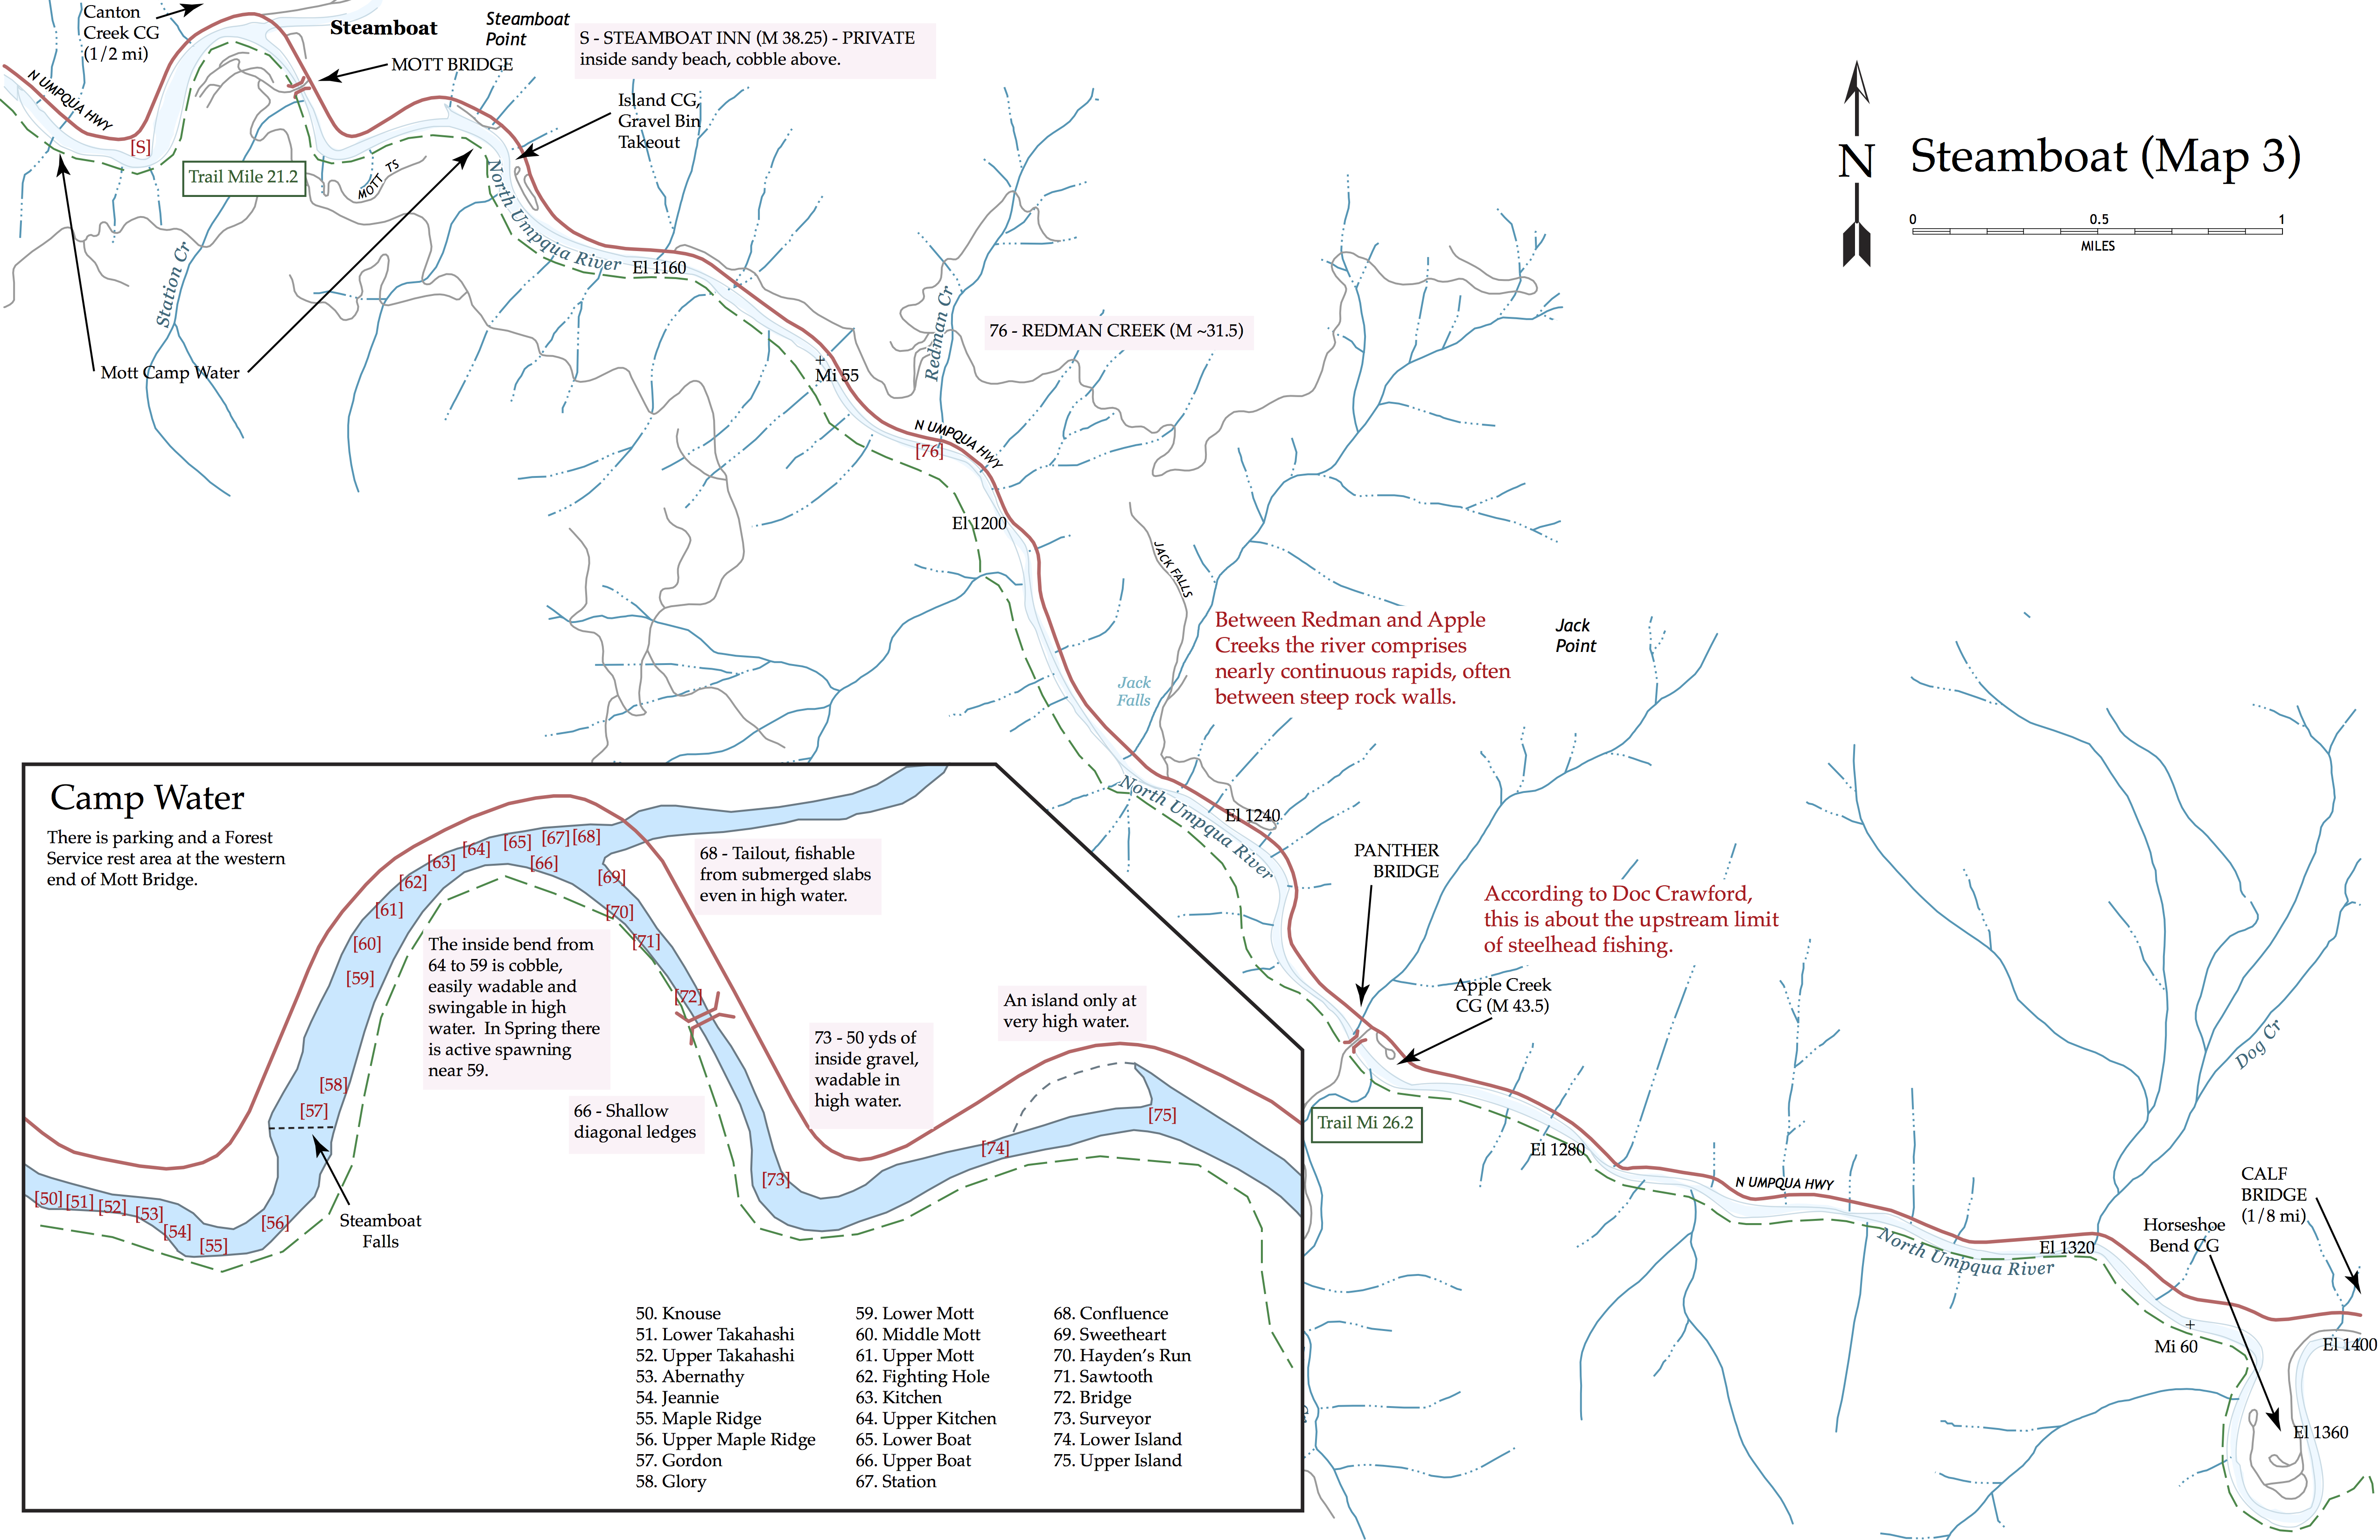 Canton
Creek CG
(1/2 mi)
Steamboat
Steamboat
Point
S - STEAMBOAT INN (M 38.25) - PRIVATE
inside sandy beach, cobble above.
MOTT BRIDGE
N UMPQUA HWY
[S]
Trail Mile 21.2
MOTT TS
Island CG,
Gravel Bin
Takeout
N
Steamboat (Map 3)
0 0.5 1
MILES
Station Cr
North Umpqua River
El 1160
Mott Camp Water
Redman Cr
76 - REDMAN CREEK (M ~31.5)
Mi 55
N UMPQUA HWY
[76]
El 1200
JACK FALLS
Between Redman and Apple
Creeks the river comprises
nearly continuous rapids, often
between steep rock walls.
Jack
Point
Jack
Falls
North Umpqua River
El 1240
PANTHER
BRIDGE
According to Doc Crawford,
this is about the upstream limit
of steelhead fishing.
Apple Creek
CG (M 43.5)
Trail Mi 26.2
El 1280
N UMPQUA HWY
North Umpqua River
El 1320
Dog Cr
CALF
BRIDGE
(1/8 mi)
Horseshoe
Bend CG
Mi 60
El 1400
El 1360
Camp Water
There is parking and a Forest
Service rest area at the western
end of Mott Bridge.
[50] [51] [52] [53] [54] [55] [56]
[57]
[58]
[59]
[60]
[61]
[62]
[63] [64] [65] [66] [67] [68]
[69]
[70]
[71]
[72]
[73]
[74]
[75]
68 - Tailout, fishable
from submerged slabs
even in high water.
The inside bend from
64 to 59 is cobble,
easily wadable and
swingable in high
water. In Spring there
is active spawning
near 59.
66 - Shallow
diagonal ledges
73 - 50 yds of
inside gravel,
wadable in
high water.
An island only at
very high water.
Steamboat
Falls
50. Knouse
51. Lower Takahashi
52. Upper Takahashi
53. Abernathy
54. Jeannie
55. Maple Ridge
56. Upper Maple Ridge
57. Gordon
58. Glory
59. Lower Mott
60. Middle Mott
61. Upper Mott
62. Fighting Hole
63. Kitchen
64. Upper Kitchen
65. Lower Boat
66. Upper Boat
67. Station
68. Confluence
69. Sweetheart
70. Hayden's Run
71. Sawtooth
72. Bridge
73. Surveyor
74. Lower Island
75. Upper Island